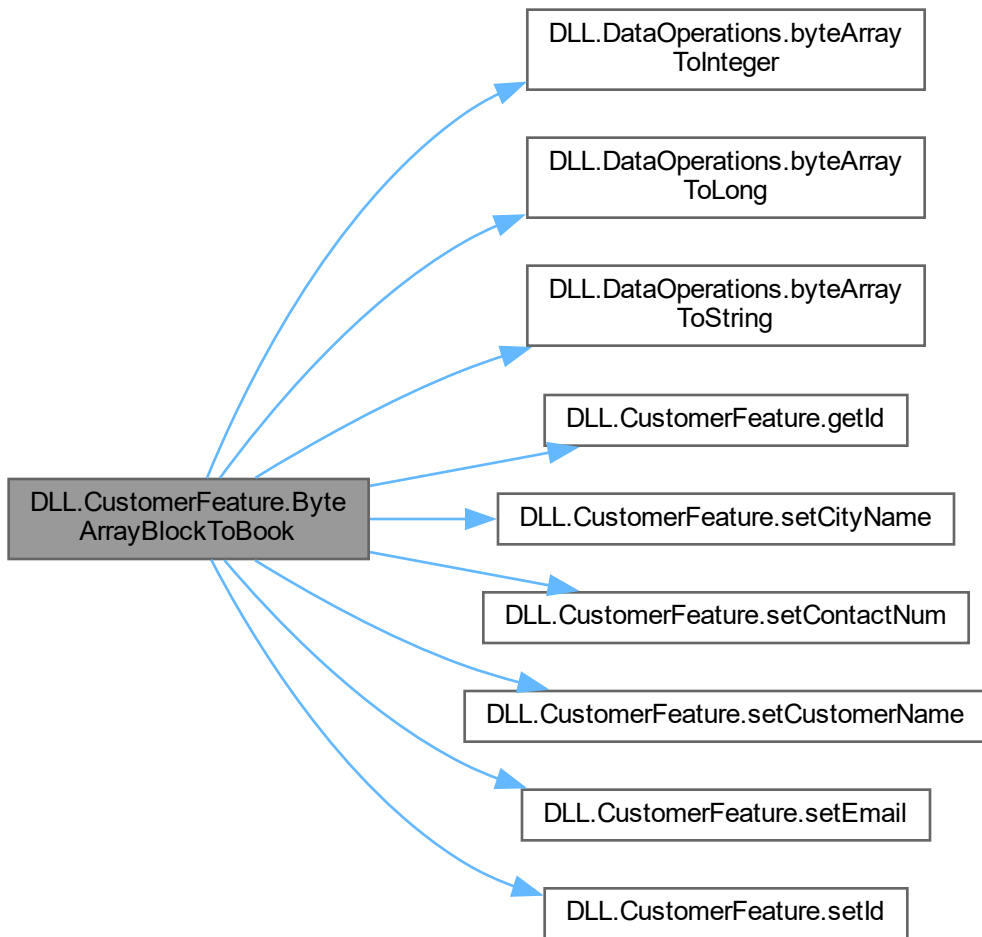 DLL.DataOperations.byteArray
ToInteger
DLL.DataOperations.byteArray
ToLong
DLL.DataOperations.byteArray
ToString
DLL.CustomerFeature.getId
DLL.CustomerFeature.Byte
ArrayBlockToBook
DLL.CustomerFeature.setCityName
DLL.CustomerFeature.setContactNum
DLL.CustomerFeature.setCustomerName
DLL.CustomerFeature.setEmail
DLL.CustomerFeature.setId